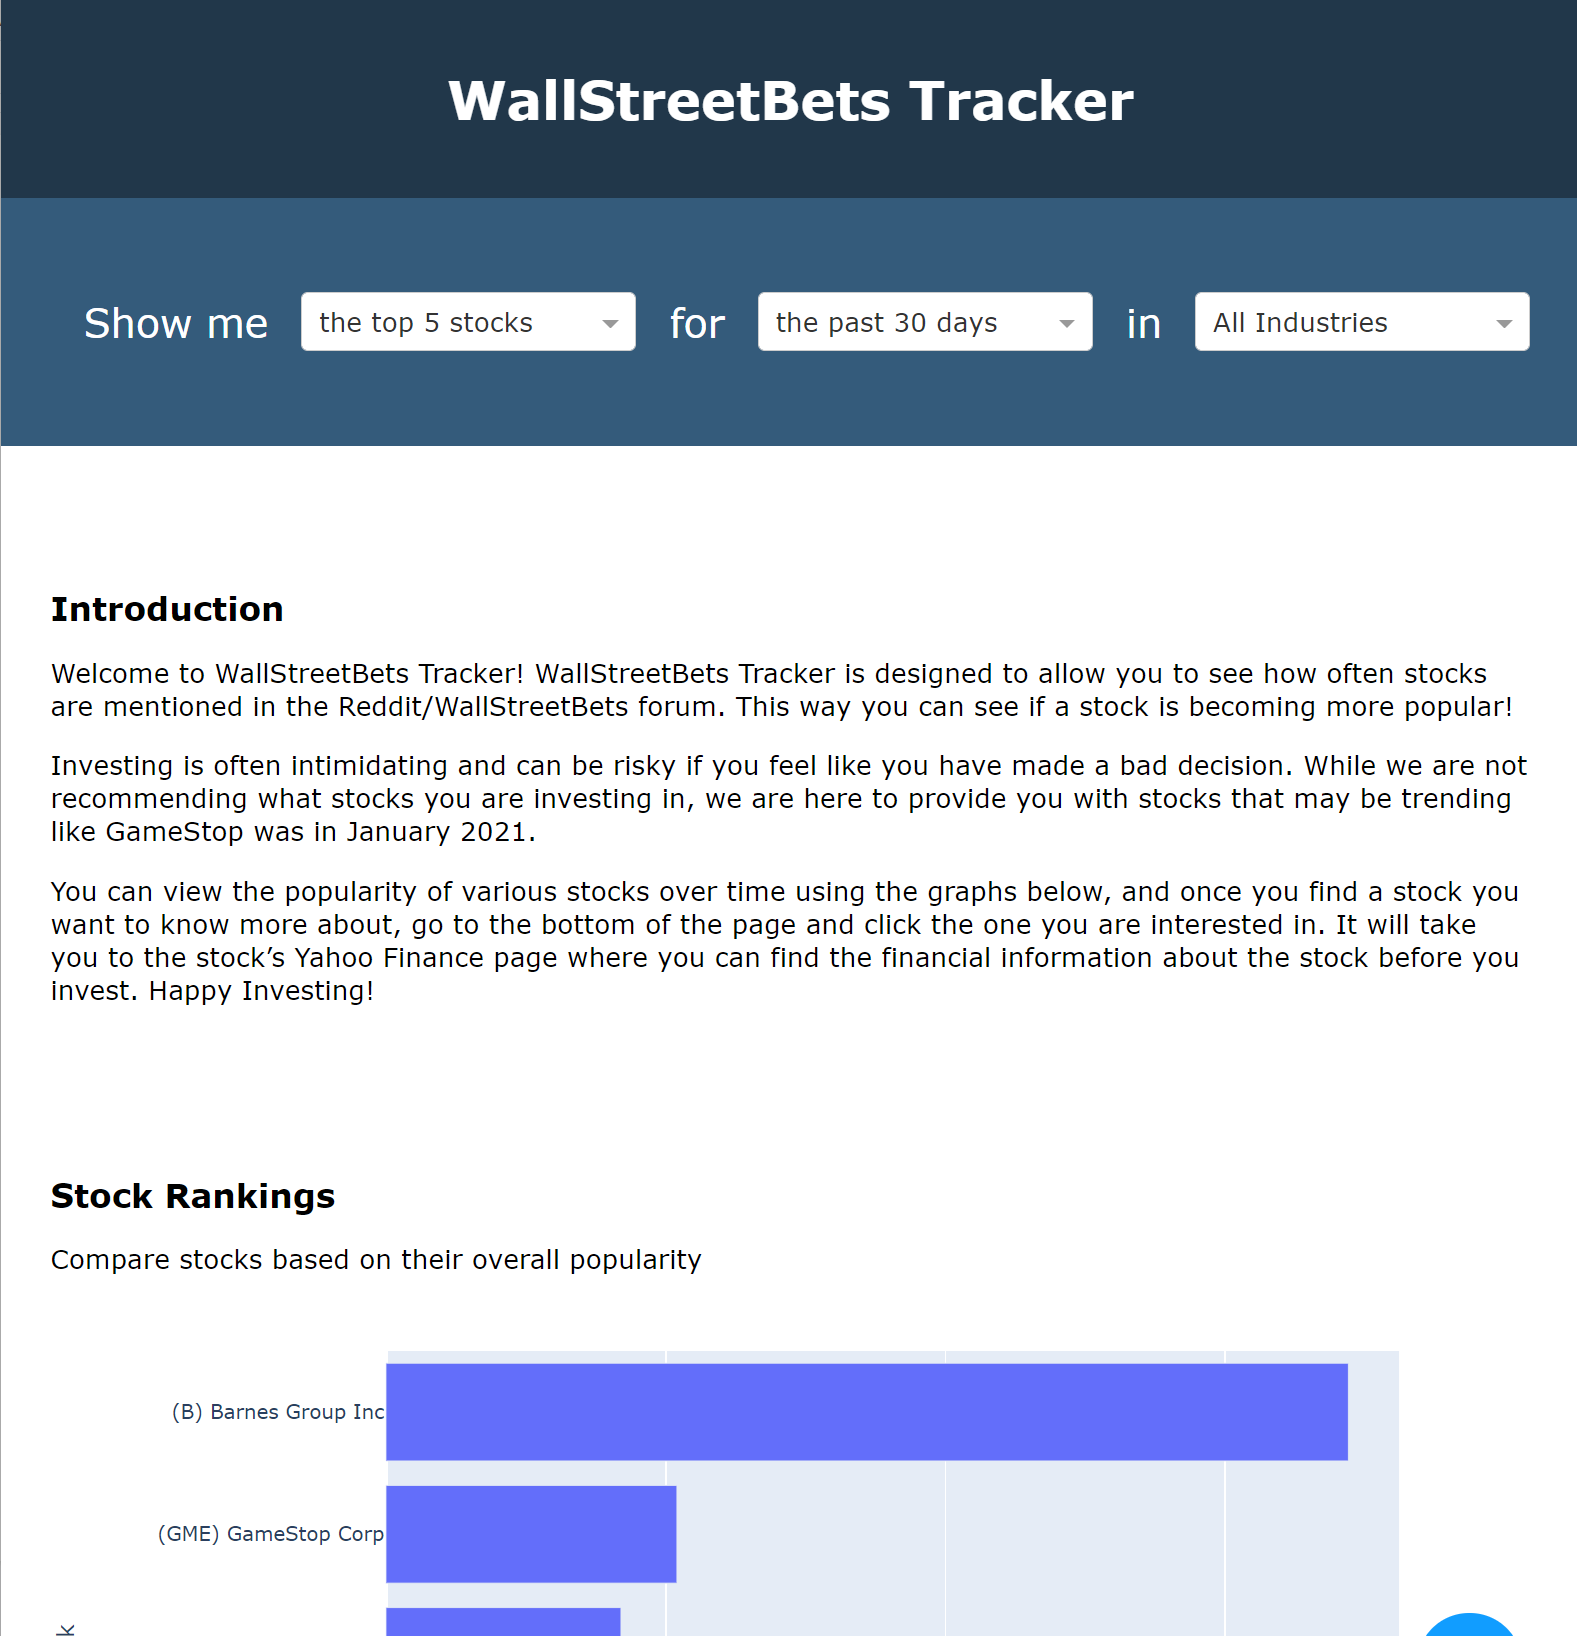 WallStreetBets Tracker
Show me the top 5 stocks for the past 30 days in All Industries
Introduction
Welcome to WallStreetBets Tracker! WallStreetBets Tracker is designed to allow you to see how often stocks
are mentioned in the Reddit/WallStreetBets forum. This way you can see if a stock is becoming more popular!
Investing is often intimidating and can be risky if you feel like you have made a bad decision. While we are not
recommending what stocks you are investing in, we are here to provide you with stocks that may be trending
like GameStop was in January 2021.
You can view the popularity of various stocks over time using the graphs below, and once you find a stock you
want to know more about, go to the bottom of the page and click the one you are interested in. It will take
you to the stock’s Yahoo Finance page where you can find the financial information about the stock before you
invest. Happy Investing!
Stock Rankings
Compare stocks based on their overall popularity
(B) Barnes Group Inc
(GME) GameStop Corp